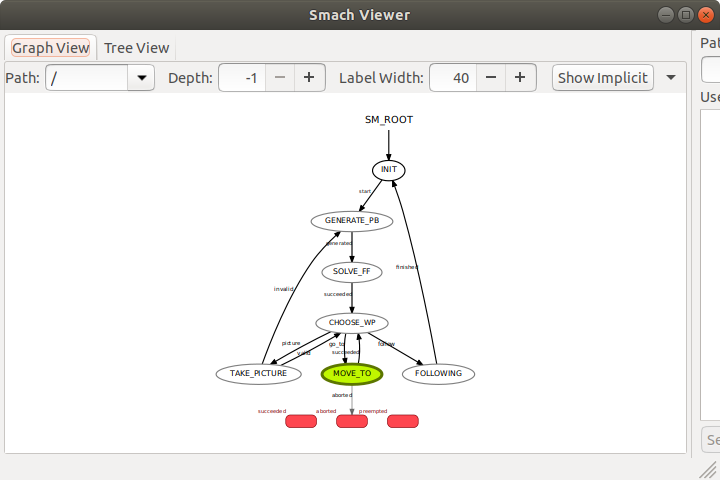 Smach Viewer
Graph View Tree View
Path: / Depth: -1 Label Width: 40 Show Implicit
Pat
Use
SM_ROOT
INIT
start
GENERATE_PB
generated
finished
SOLVE_FF
invalid
succeeded
CHOOSE_WP
picture go_to follow
valid succeeded
TAKE_PICTURE MOVE_TO FOLLOWING
aborted
succeeded aborted preempted
Se